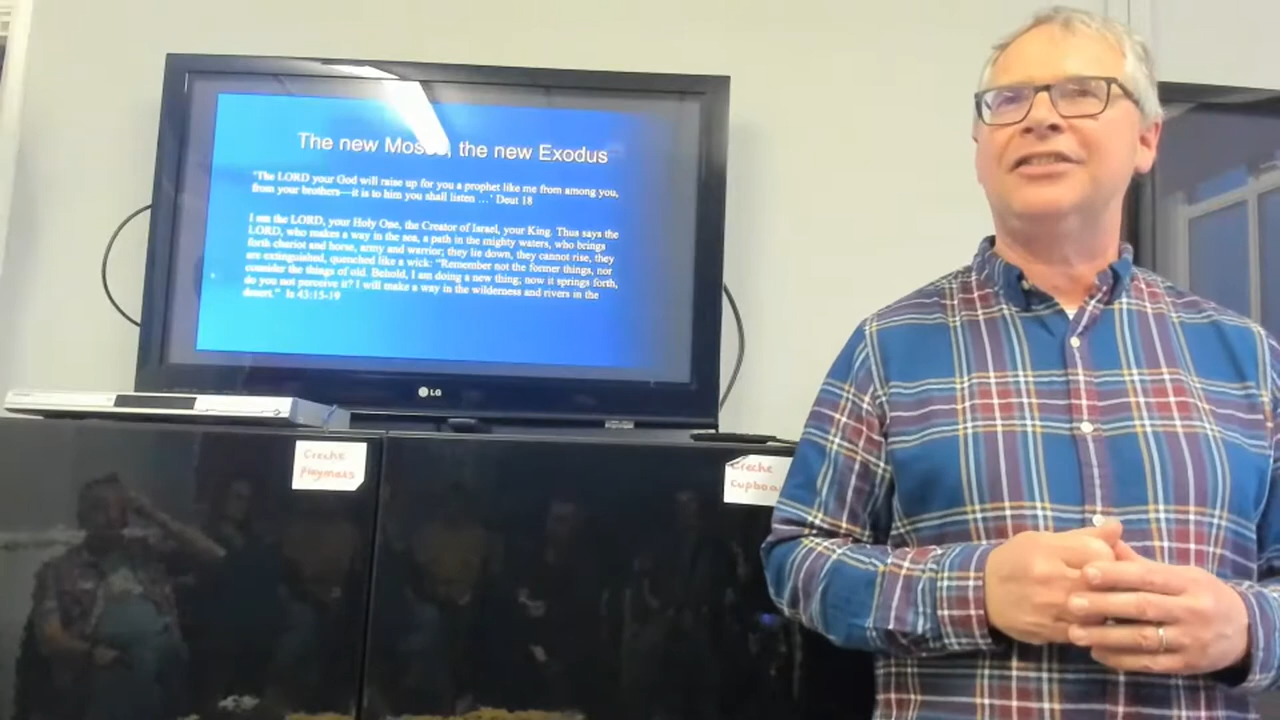 The new Moses, the new Exodus
'The LORD your God will raise up for you a prophet like me from among you,
from your brothers—it is to him you shall listen …' Deut 18
I am the LORD, your Holy One, the Creator of Israel, your King. Thus says the
LORD, who makes a way in the sea, a path in the mighty waters, who brings
forth chariot and horse, army and warrior; they lie down, they cannot rise, they
are extinguished, quenched like a wick: “Remember not the former things, nor
consider the things of old. Behold, I am doing a new thing; now it springs forth,
do you not perceive it? I will make a way in the wilderness and rivers in the
desert.” Is 43:15-19
LG
Creche
Playmats
Creche